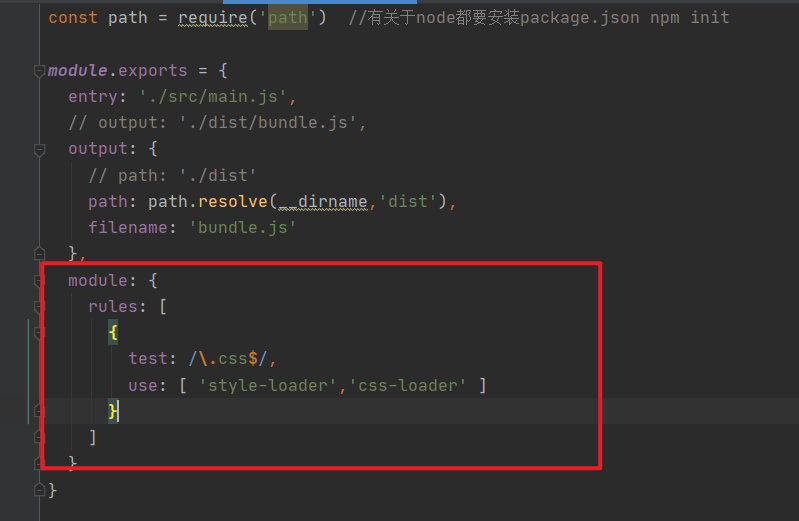 const path = require('path')  //有关于node都要安装package.json npm init
module.exports = {
entry: './src/main.js',
// output: './dist/bundle.js',
output: {
// path: './dist'
path: path.resolve(__dirname,'dist'),
filename: 'bundle.js'
},
module: {
rules: [
{
test: /\.css$/,
use: [ 'style-loader','css-loader' ]
}
]
}
}